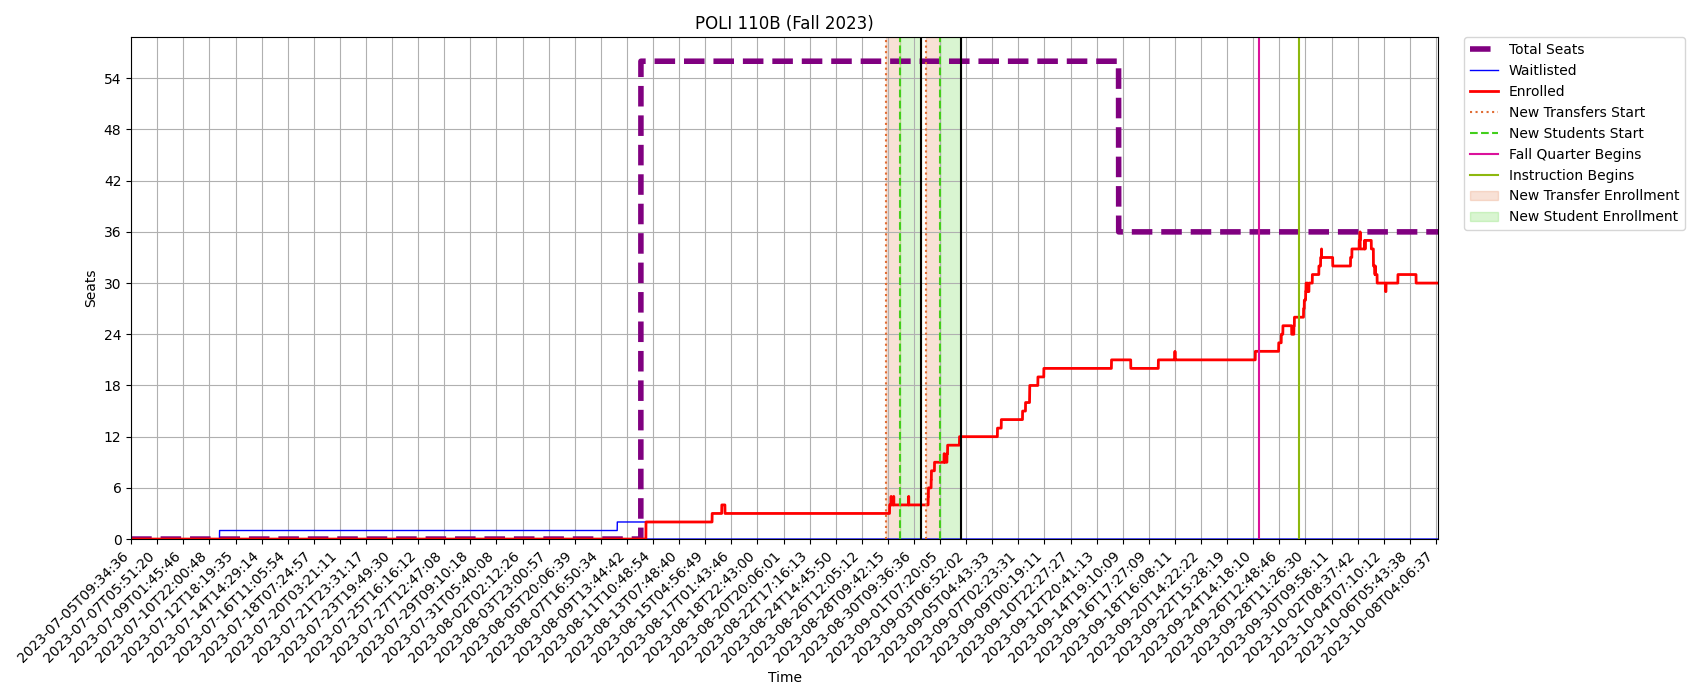 POLI 110B (Fall 2023)
Seats
54
48
42
36
30
24
18
12
6
0
2023-07-05T09:34:36
2023-07-07T05:51:20
2023-07-09T01:45:46
2023-07-10T22:00:48
2023-07-12T18:19:35
2023-07-14T14:29:14
2023-07-16T11:05:54
2023-07-18T07:24:57
2023-07-20T03:21:11
2023-07-21T23:31:17
2023-07-23T19:49:30
2023-07-25T16:16:12
2023-07-27T12:47:08
2023-07-29T09:10:18
2023-07-31T05:40:08
2023-08-02T02:12:26
2023-08-03T23:00:57
2023-08-05T20:06:39
2023-08-07T16:50:34
2023-08-09T13:44:42
2023-08-11T10:48:54
2023-08-13T07:48:40
2023-08-15T04:56:49
2023-08-17T01:43:46
2023-08-18T22:43:00
2023-08-20T20:06:01
2023-08-22T17:16:13
2023-08-24T14:45:50
2023-08-26T12:05:12
2023-08-28T09:42:15
2023-08-30T09:36:36
2023-09-01T07:20:05
2023-09-03T06:52:02
2023-09-05T04:43:33
2023-09-07T02:23:31
2023-09-09T00:19:11
2023-09-10T22:27:27
2023-09-12T20:41:13
2023-09-14T19:10:09
2023-09-16T17:27:09
2023-09-18T16:08:11
2023-09-20T14:22:22
2023-09-22T15:28:19
2023-09-24T14:18:10
2023-09-26T12:48:46
2023-09-28T11:26:30
2023-09-30T09:58:11
2023-10-02T08:37:42
2023-10-04T07:10:12
2023-10-06T05:43:38
2023-10-08T04:06:37
Time
Total Seats
Waitlisted
Enrolled
New Transfers Start
New Students Start
Fall Quarter Begins
Instruction Begins
New Transfer Enrollment
New Student Enrollment